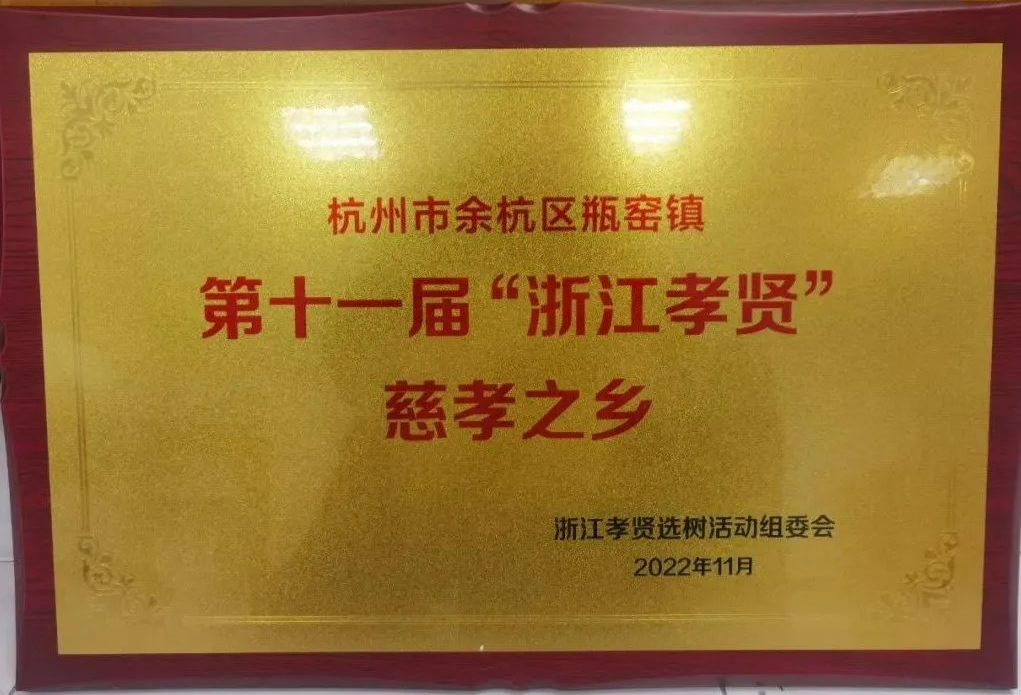 杭州市余杭区瓶窑镇
第十一届“浙江孝贤”
慈孝之乡
浙江孝贤选树活动组委会
2022年11月